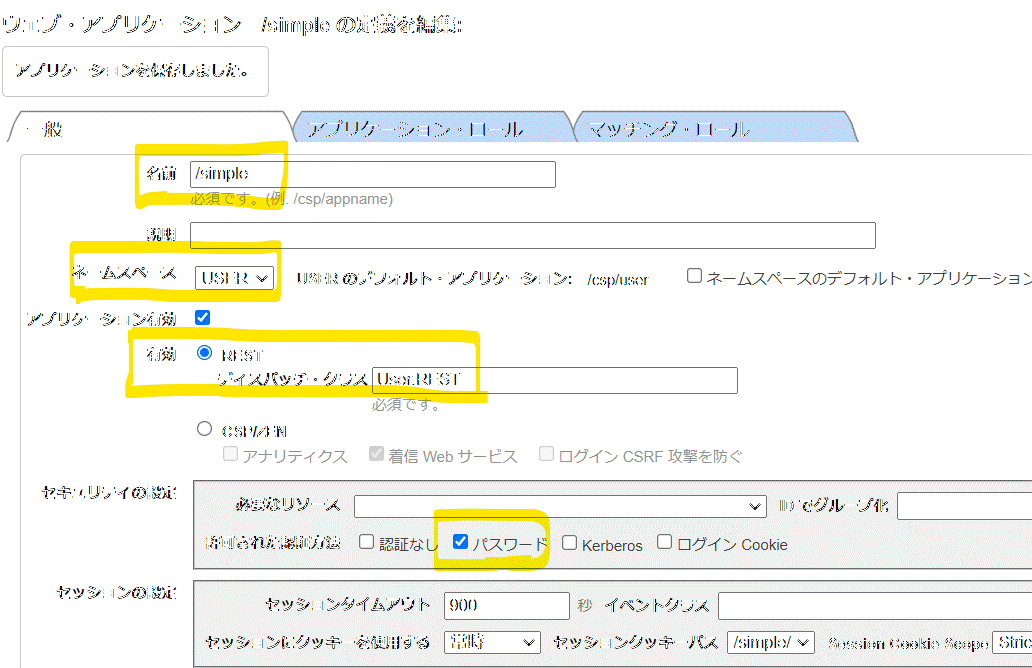 ウェブ・アプリケーション /simple の定義を編集:
アプリケーションを保存しました。
一般 アプリケーション・ロール マッチング・ロール
名前 /simple
必須です。(例. /csp/appname)
説明
ネームスペース USER USER のデフォルト・アプリケーション: /csp/user ネームスペースのデフォルト・アプリケーション
アプリケーション有効
有効 REST
ディスパッチ・クラス User.REST
必須です。
CSP/ZEN
アナリティクス 着信 Web サービス ログイン CSRF 攻撃を防ぐ
セキュリティの設定 必要なリソース ID でグループ化
許可された認証方法 認証なし パスワード Kerberos ログイン Cookie
セッションの設定 セッションタイムアウト 900 秒 イベントクラス
セッションにクッキーを使用する 常時 セッションクッキーパス /simple/ Session Cookie Scope Stric